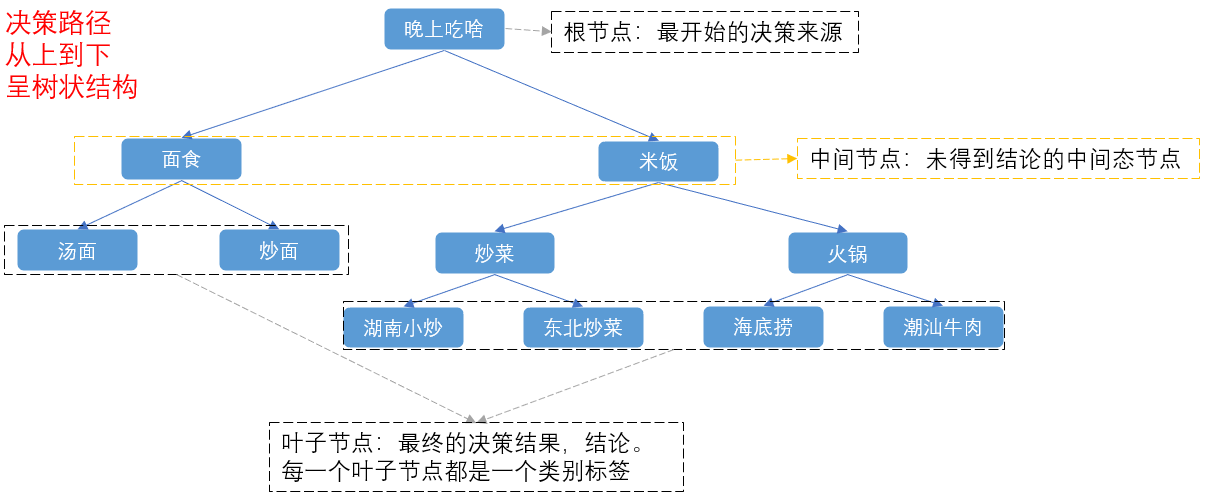 决策路径
从上到下
呈树状结构
晚上吃啥
根节点：最开始的决策来源
面食
米饭
中间节点：未得到结论的中间态节点
汤面
炒面
炒菜
火锅
湖南小炒
东北炒菜
海底捞
潮汕牛肉
叶子节点：最终的决策结果，结论。
每一个叶子节点都是一个类别标签